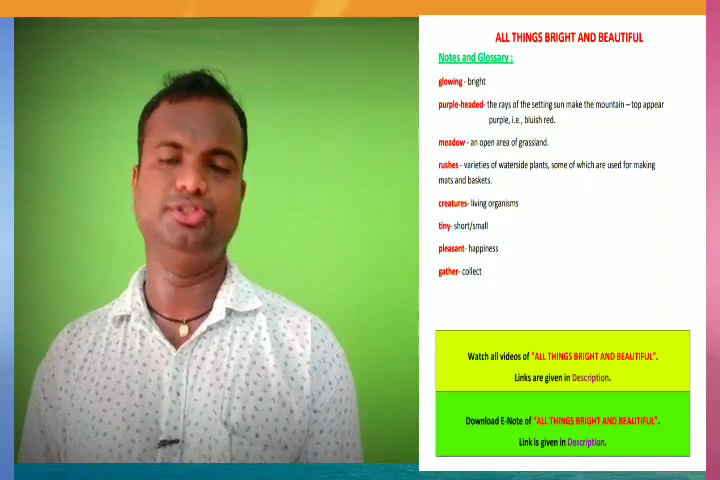 ALL THINGS BRIGHT AND BEAUTIFUL
Notes and Glossary :
glowing - bright
purple-headed- the rays of the setting sun make the mountain – top appear
purple, i.e., bluish red.
meadow - an open area of grassland.
rushes - varieties of waterside plants, some of which are used for making
mats and baskets.
creatures- living organisms
tiny- short/small
pleasant- happiness
gather- collect
Watch all videos of "ALL THINGS BRIGHT AND BEAUTIFUL".
Links are given in Description.
Download E-Note of "ALL THINGS BRIGHT AND BEAUTIFUL".
Link is given in Description.